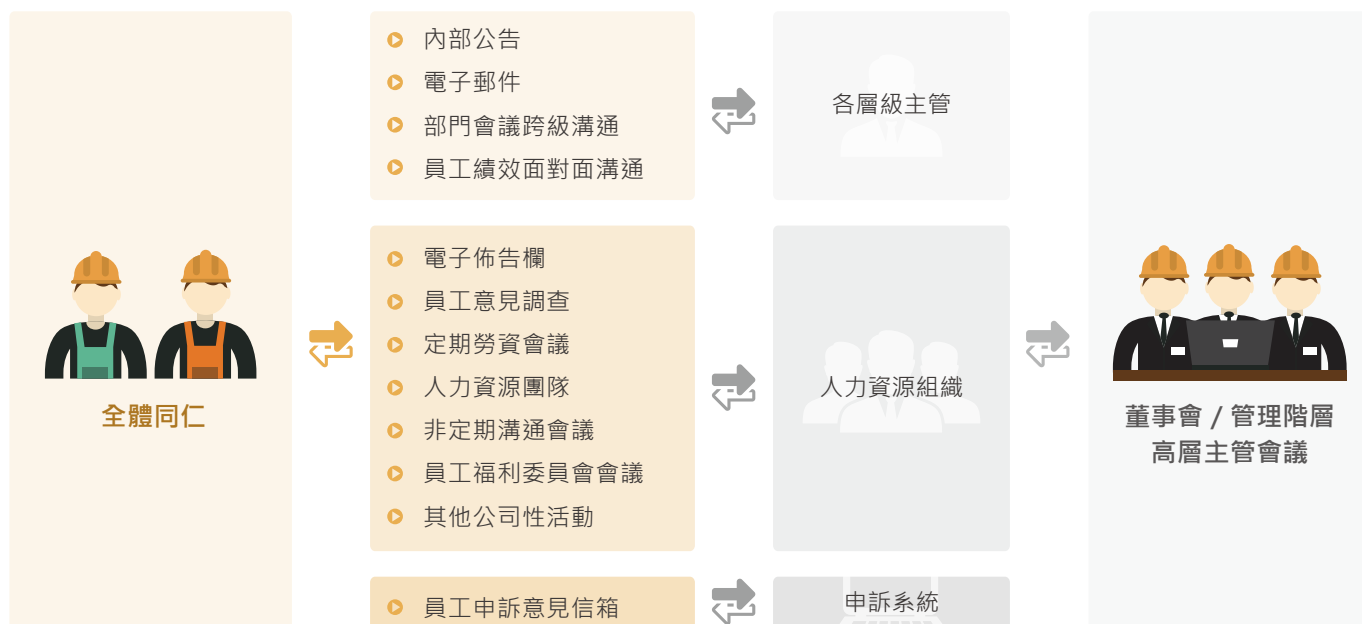 全體同仁
內部公告
電子郵件
部門會議跨級溝通
員工績效面對面溝通
各層級主管
電子佈告欄
員工意見調查
定期勞資會議
人力資源團隊
非定期溝通會議
員工福利委員會會議
其他公司性活動
人力資源組織
員工申訴意見信箱
申訴系統
董事會 / 管理階層
高層主管會議